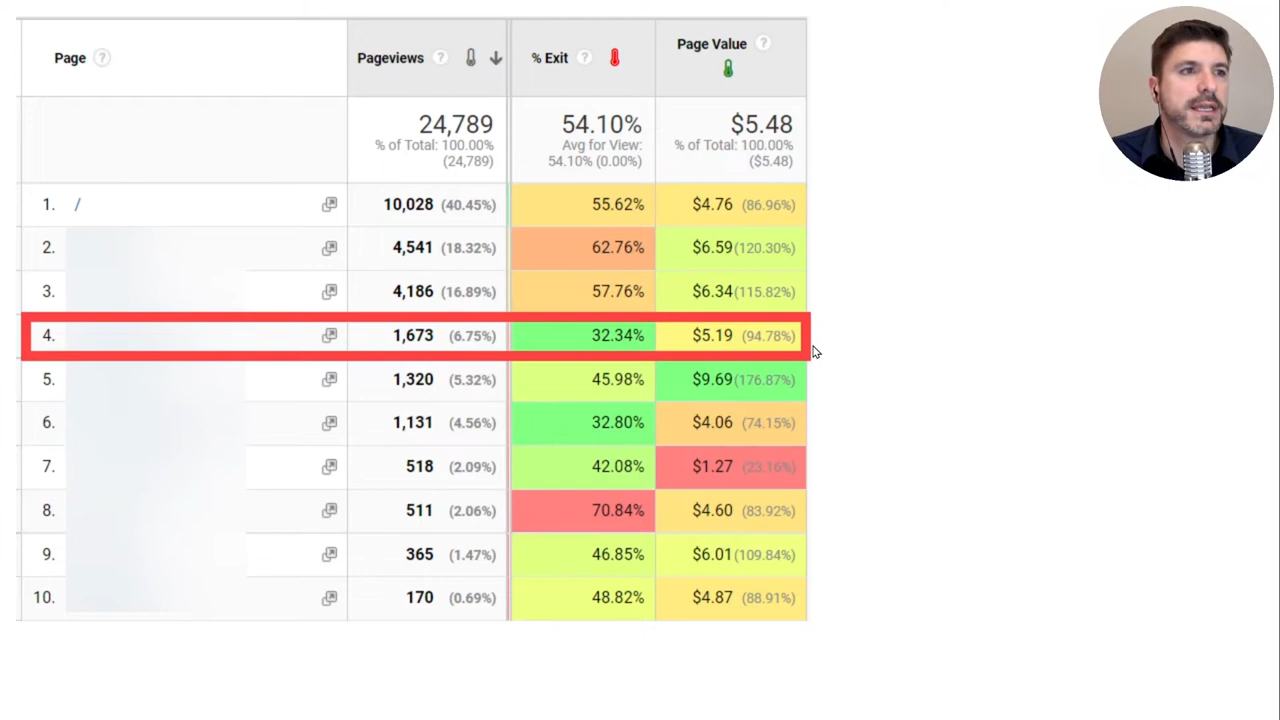 Page ? Pageviews ? % Exit ? Page Value ?
24,789 54.10% $5.48
% of Total: 100.00% Avg for View: % of Total: 100.00%
(24,789) 54.10% (0.00%) ($5.48)
1. / 10,028 (40.45%) 55.62% $4.76 (86.96%)
2. 4,541 (18.32%) 62.76% $6.59 (120.30%)
3. 4,186 (16.89%) 57.76% $6.34 (115.82%)
4. 1,673 (6.75%) 32.34% $5.19 (94.78%)
5. 1,320 (5.32%) 45.98% $9.69 (176.87%)
6. 1,131 (4.56%) 32.80% $4.06 (74.15%)
7. 518 (2.09%) 42.08% $1.27 (23.16%)
8. 511 (2.06%) 70.84% $4.60 (83.92%)
9. 365 (1.47%) 46.85% $6.01 (109.84%)
10. 170 (0.69%) 48.82% $4.87 (88.91%)